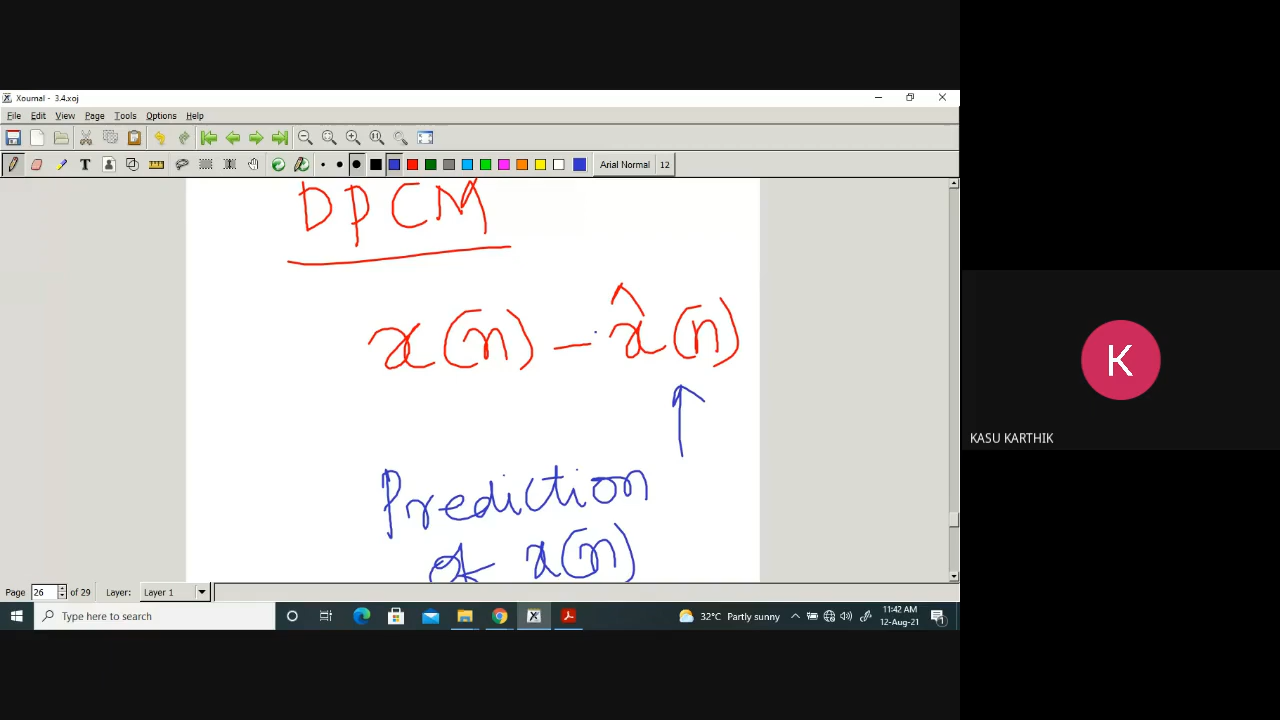 Xournal - 3.4.xoj
File Edit View Page Tools Options Help
Arial Normal 12
DPCM
x(n) - x̂(n)
Prediction
of x(n)
K
KASU KARTHIK
Page 26 of 29 Layer: Layer 1
Type here to search
32°C Partly sunny
11:42 AM
12-Aug-21
1